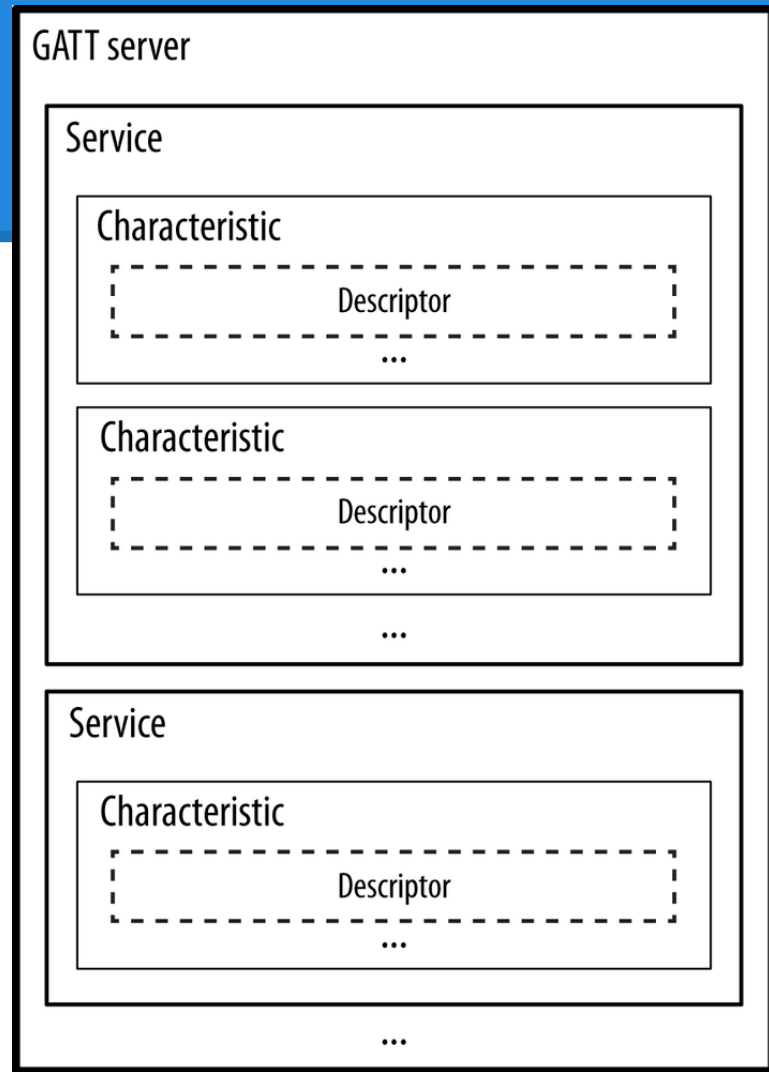 GATT server
Service
Characteristic
Descriptor
...
Characteristic
Descriptor
...
...
Service
Characteristic
Descriptor
...
...